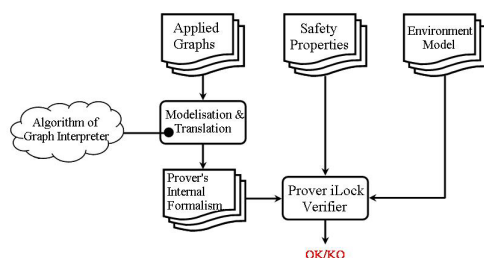 Applied
Graphs
Safety
Properties
Environment
Model
Algorithm of
Graph Interpreter
Modelisation &
Translation
Prover's
Internal
Formalism
Prover iLock
Verifier
OK/KO